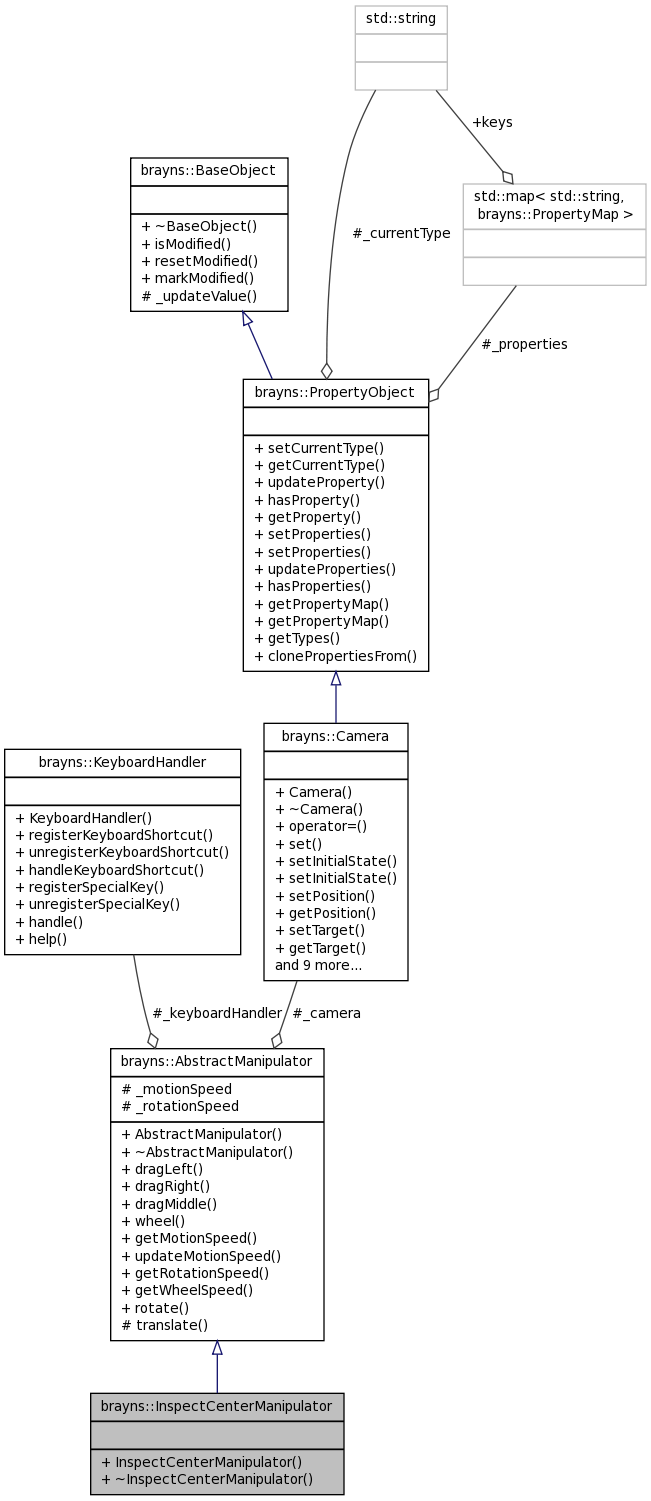 std::string
+keys
brayns::BaseObject
+ ~BaseObject()
+ isModified()
+ resetModified()
+ markModified()
# _updateValue()
std::map< std::string,
brayns::PropertyMap >
#_currentType
#_properties
brayns::PropertyObject
+ setCurrentType()
+ getCurrentType()
+ updateProperty()
+ hasProperty()
+ getProperty()
+ setProperties()
+ setProperties()
+ updateProperties()
+ hasProperties()
+ getPropertyMap()
+ getPropertyMap()
+ getTypes()
+ clonePropertiesFrom()
brayns::KeyboardHandler
+ KeyboardHandler()
+ registerKeyboardShortcut()
+ unregisterKeyboardShortcut()
+ handleKeyboardShortcut()
+ registerSpecialKey()
+ unregisterSpecialKey()
+ handle()
+ help()
brayns::Camera
+ Camera()
+ ~Camera()
+ operator=()
+ set()
+ setInitialState()
+ setInitialState()
+ setPosition()
+ getPosition()
+ setTarget()
+ getTarget()
and 9 more...
#_keyboardHandler
#_camera
brayns::AbstractManipulator
# _motionSpeed
# _rotationSpeed
+ AbstractManipulator()
+ ~AbstractManipulator()
+ dragLeft()
+ dragRight()
+ dragMiddle()
+ wheel()
+ getMotionSpeed()
+ updateMotionSpeed()
+ getRotationSpeed()
+ getWheelSpeed()
+ rotate()
# translate()
brayns::InspectCenterManipulator
+ InspectCenterManipulator()
+ ~InspectCenterManipulator()